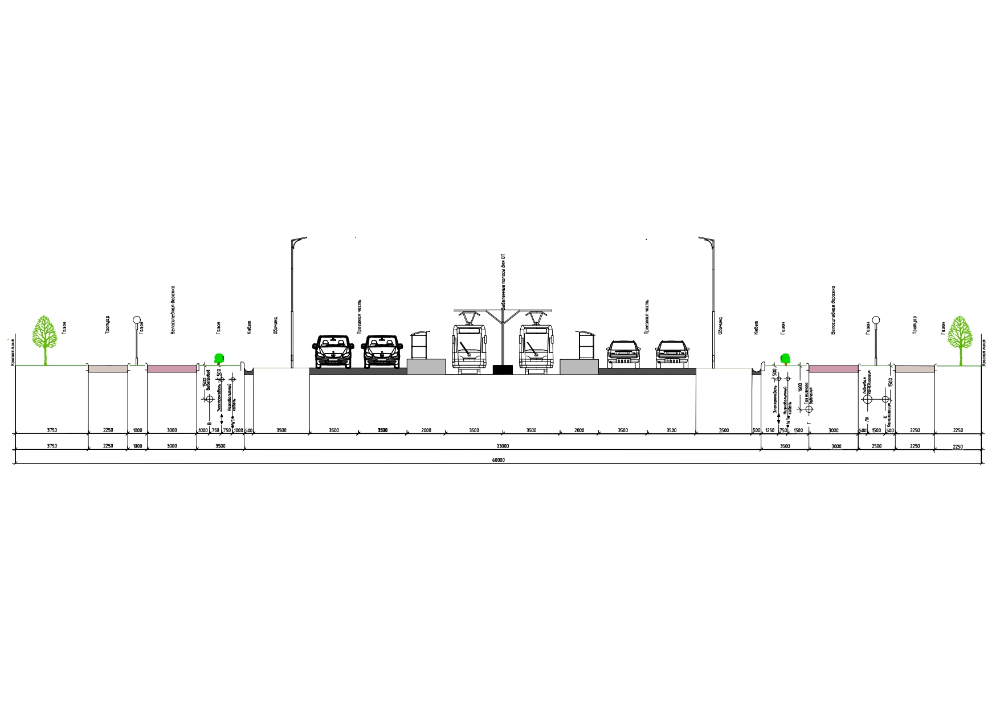 Выделенные полосы для ОТ
Велосипедная дорожка
Велосипедная дорожка
Проезжая часть
Проезжая часть
Газон
Тротуар
Газон
Газон
Кювет
Обочина
Обочина
Кювет
Газон
Газон
Тротуар
Газон
Красная линия
Красная линия
1500
Водопровод
500
Электрокабель
Низковольтный
кабель
500
Электрокабель
Низковольтный
кабель
1600
Газ низкого
давления
Ливневая
канализация
1500
Канализация
В
W1
W1
Г
ЛК
К
3750 2250 1000 3000 1000 750 750 1000 500 3500 3500 3500 2000 3500 3500 2000 3500 3500 3500 500 1250 750 1500 3000 500 1500 500 2250 2250
3750 2250 1000 3000 3500 33000 3500 3000 2500 2250 2250
60000